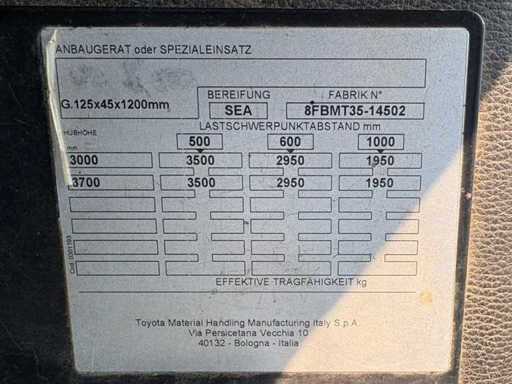 ANBAUGERAT oder SPEZIALEINSATZ
BEREIFUNG FABRIK N°
G.125x45x1200mm SEA 8FBMT35-14502
HUBHÖHE LASTSCHWERPUNKTABSTAND mm
mm 500 600 1000
3000 3500 2950 1950
3700 3500 2950 1950
EFFEKTIVE TRAGFÄHIGKEIT kg
Toyota Material Handling Manufacturing Italy S.p.A.
Via Persicetana Vecchia 10
40132 - Bologna - Italia